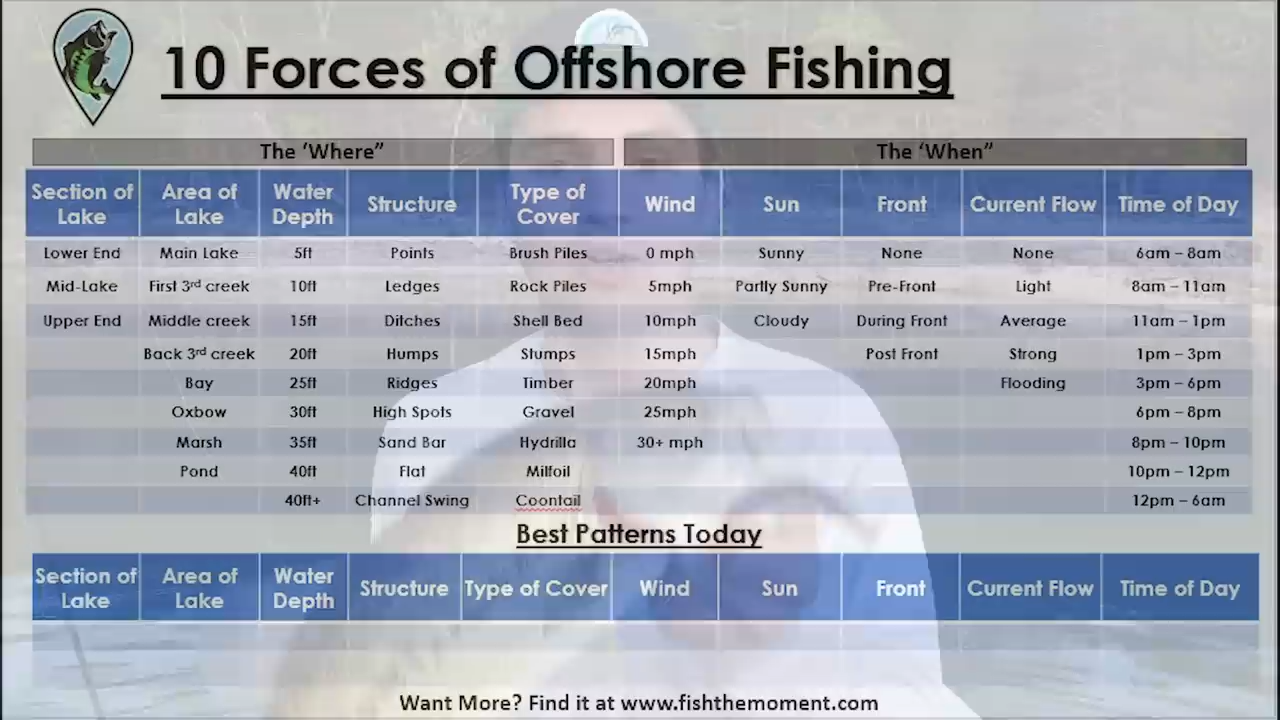 10 Forces of Offshore Fishing
The ‘Where” The ‘When”
Section of Lake Area of Lake Water Depth Structure Type of Cover Wind Sun Front Current Flow Time of Day
Lower End Main Lake 5ft Points Brush Piles 0 mph Sunny None None 6am – 8am
Mid-Lake First 3rd creek 10ft Ledges Rock Piles 5mph Partly Sunny Pre-Front Light 8am – 11am
Upper End Middle creek 15ft Ditches Shell Bed 10mph Cloudy During Front Average 11am – 1pm
Back 3rd creek 20ft Humps Stumps 15mph Post Front Strong 1pm – 3pm
Bay 25ft Ridges Timber 20mph Flooding 3pm – 6pm
Oxbow 30ft High Spots Gravel 25mph 6pm – 8pm
Marsh 35ft Sand Bar Hydrilla 30+ mph 8pm – 10pm
Pond 40ft Flat Milfoil 10pm – 12pm
40ft+ Channel Swing Coontail 12pm – 6am
Best Patterns Today
Section of Lake Area of Lake Water Depth Structure Type of Cover Wind Sun Front Current Flow Time of Day
Want More? Find it at www.fishthemoment.com